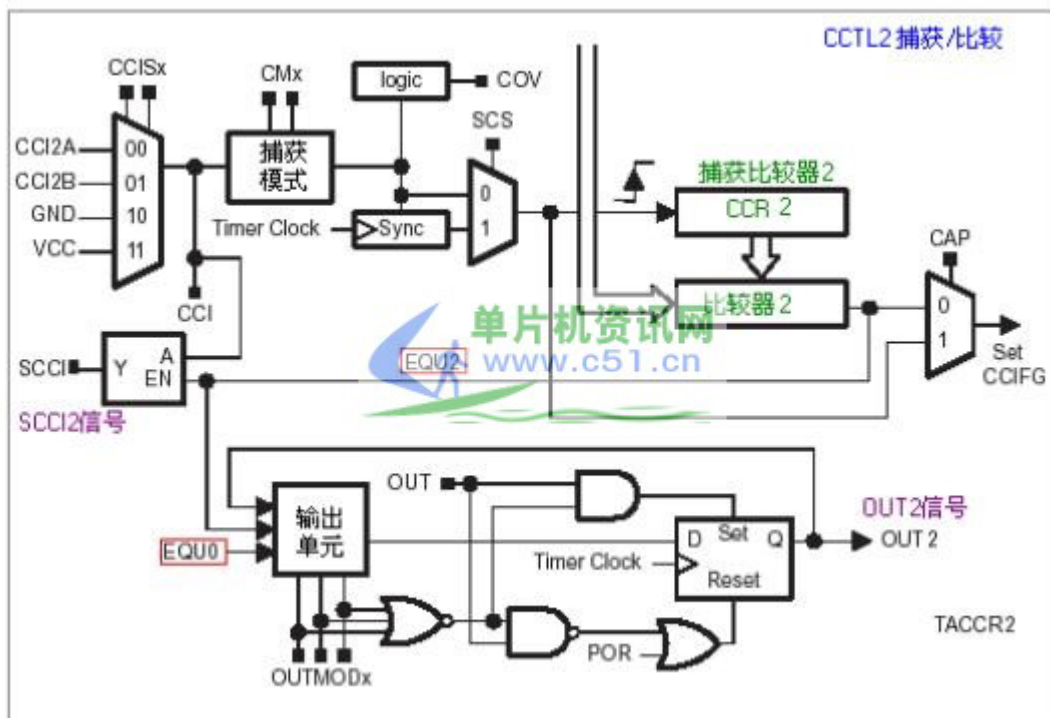 CCTL2 捕获/比较
CCISx
CMx
logic
COV
SCS
CCI2A
CCI2B
GND
VCC
00
01
10
11
捕获
模式
0
1
Timer Clock
Sync
捕获比较器2
CCR 2
CAP
比较器2
0
1
Set
CCIFG
CCI
单片机资讯网
www.c51.cn
SCCI
Y
A
EN
EQU2
SCCI2信号
OUT
输出
单元
EQU0
D
Set
Q
Timer Clock
Reset
OUT2信号
OUT 2
OUTMODx
POR
TACCR2